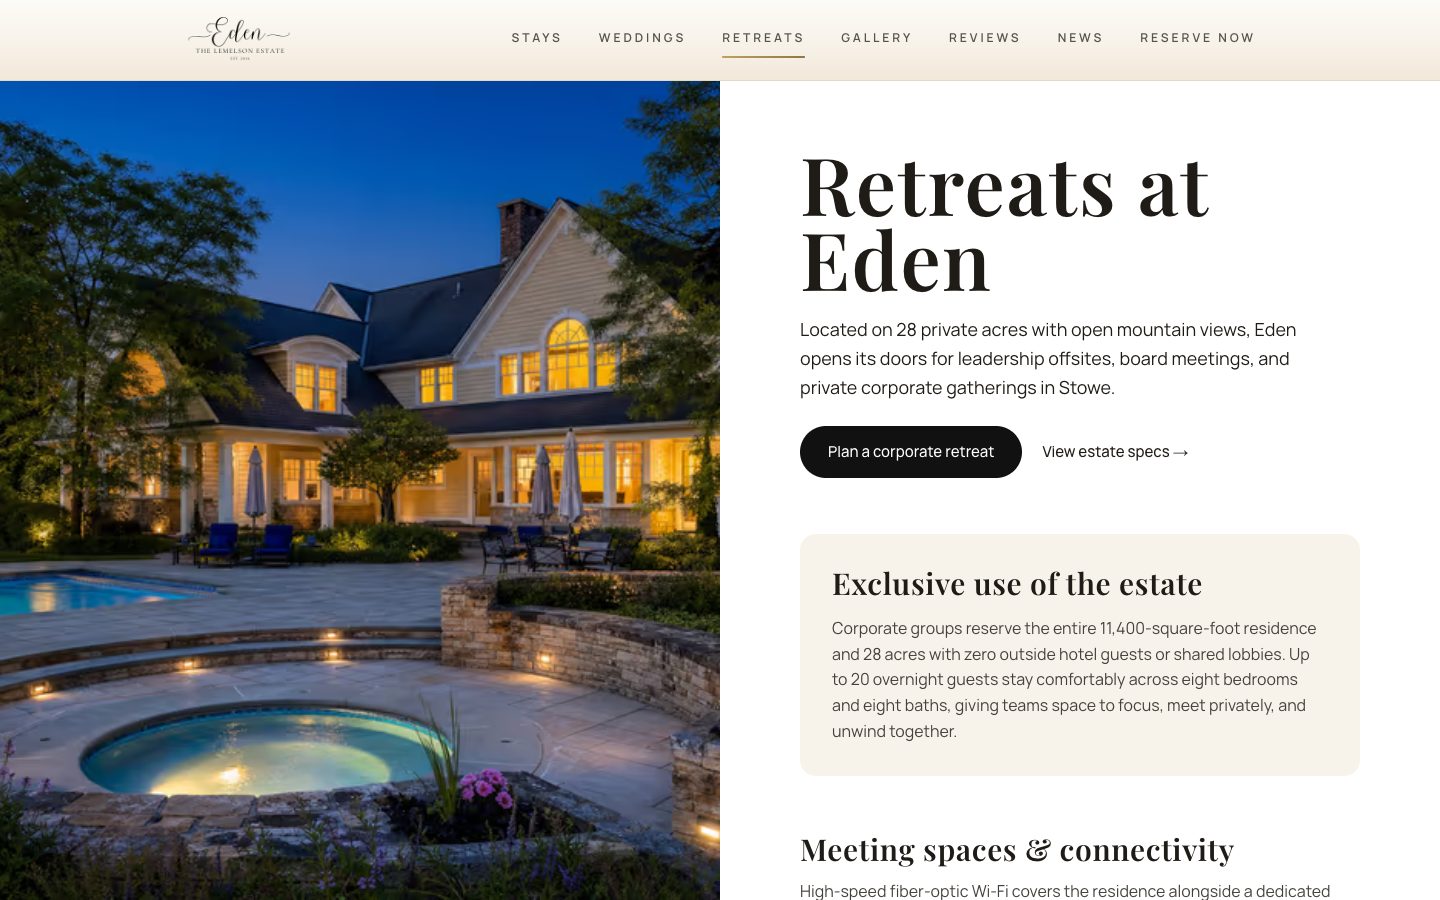 Eden
THE LEMELSON ESTATE
EST. 2016
STAYS
WEDDINGS
RETREATS
GALLERY
REVIEWS
NEWS
RESERVE NOW
Retreats at
Eden
Located on 28 private acres with open mountain views, Eden
opens its doors for leadership offsites, board meetings, and
private corporate gatherings in Stowe.
Plan a corporate retreat
View estate specs →
Exclusive use of the estate
Corporate groups reserve the entire 11,400-square-foot residence
and 28 acres with zero outside hotel guests or shared lobbies. Up
to 20 overnight guests stay comfortably across eight bedrooms
and eight baths, giving teams space to focus, meet privately, and
unwind together.
Meeting spaces & connectivity
High-speed fiber-optic Wi-Fi covers the residence alongside a dedicated